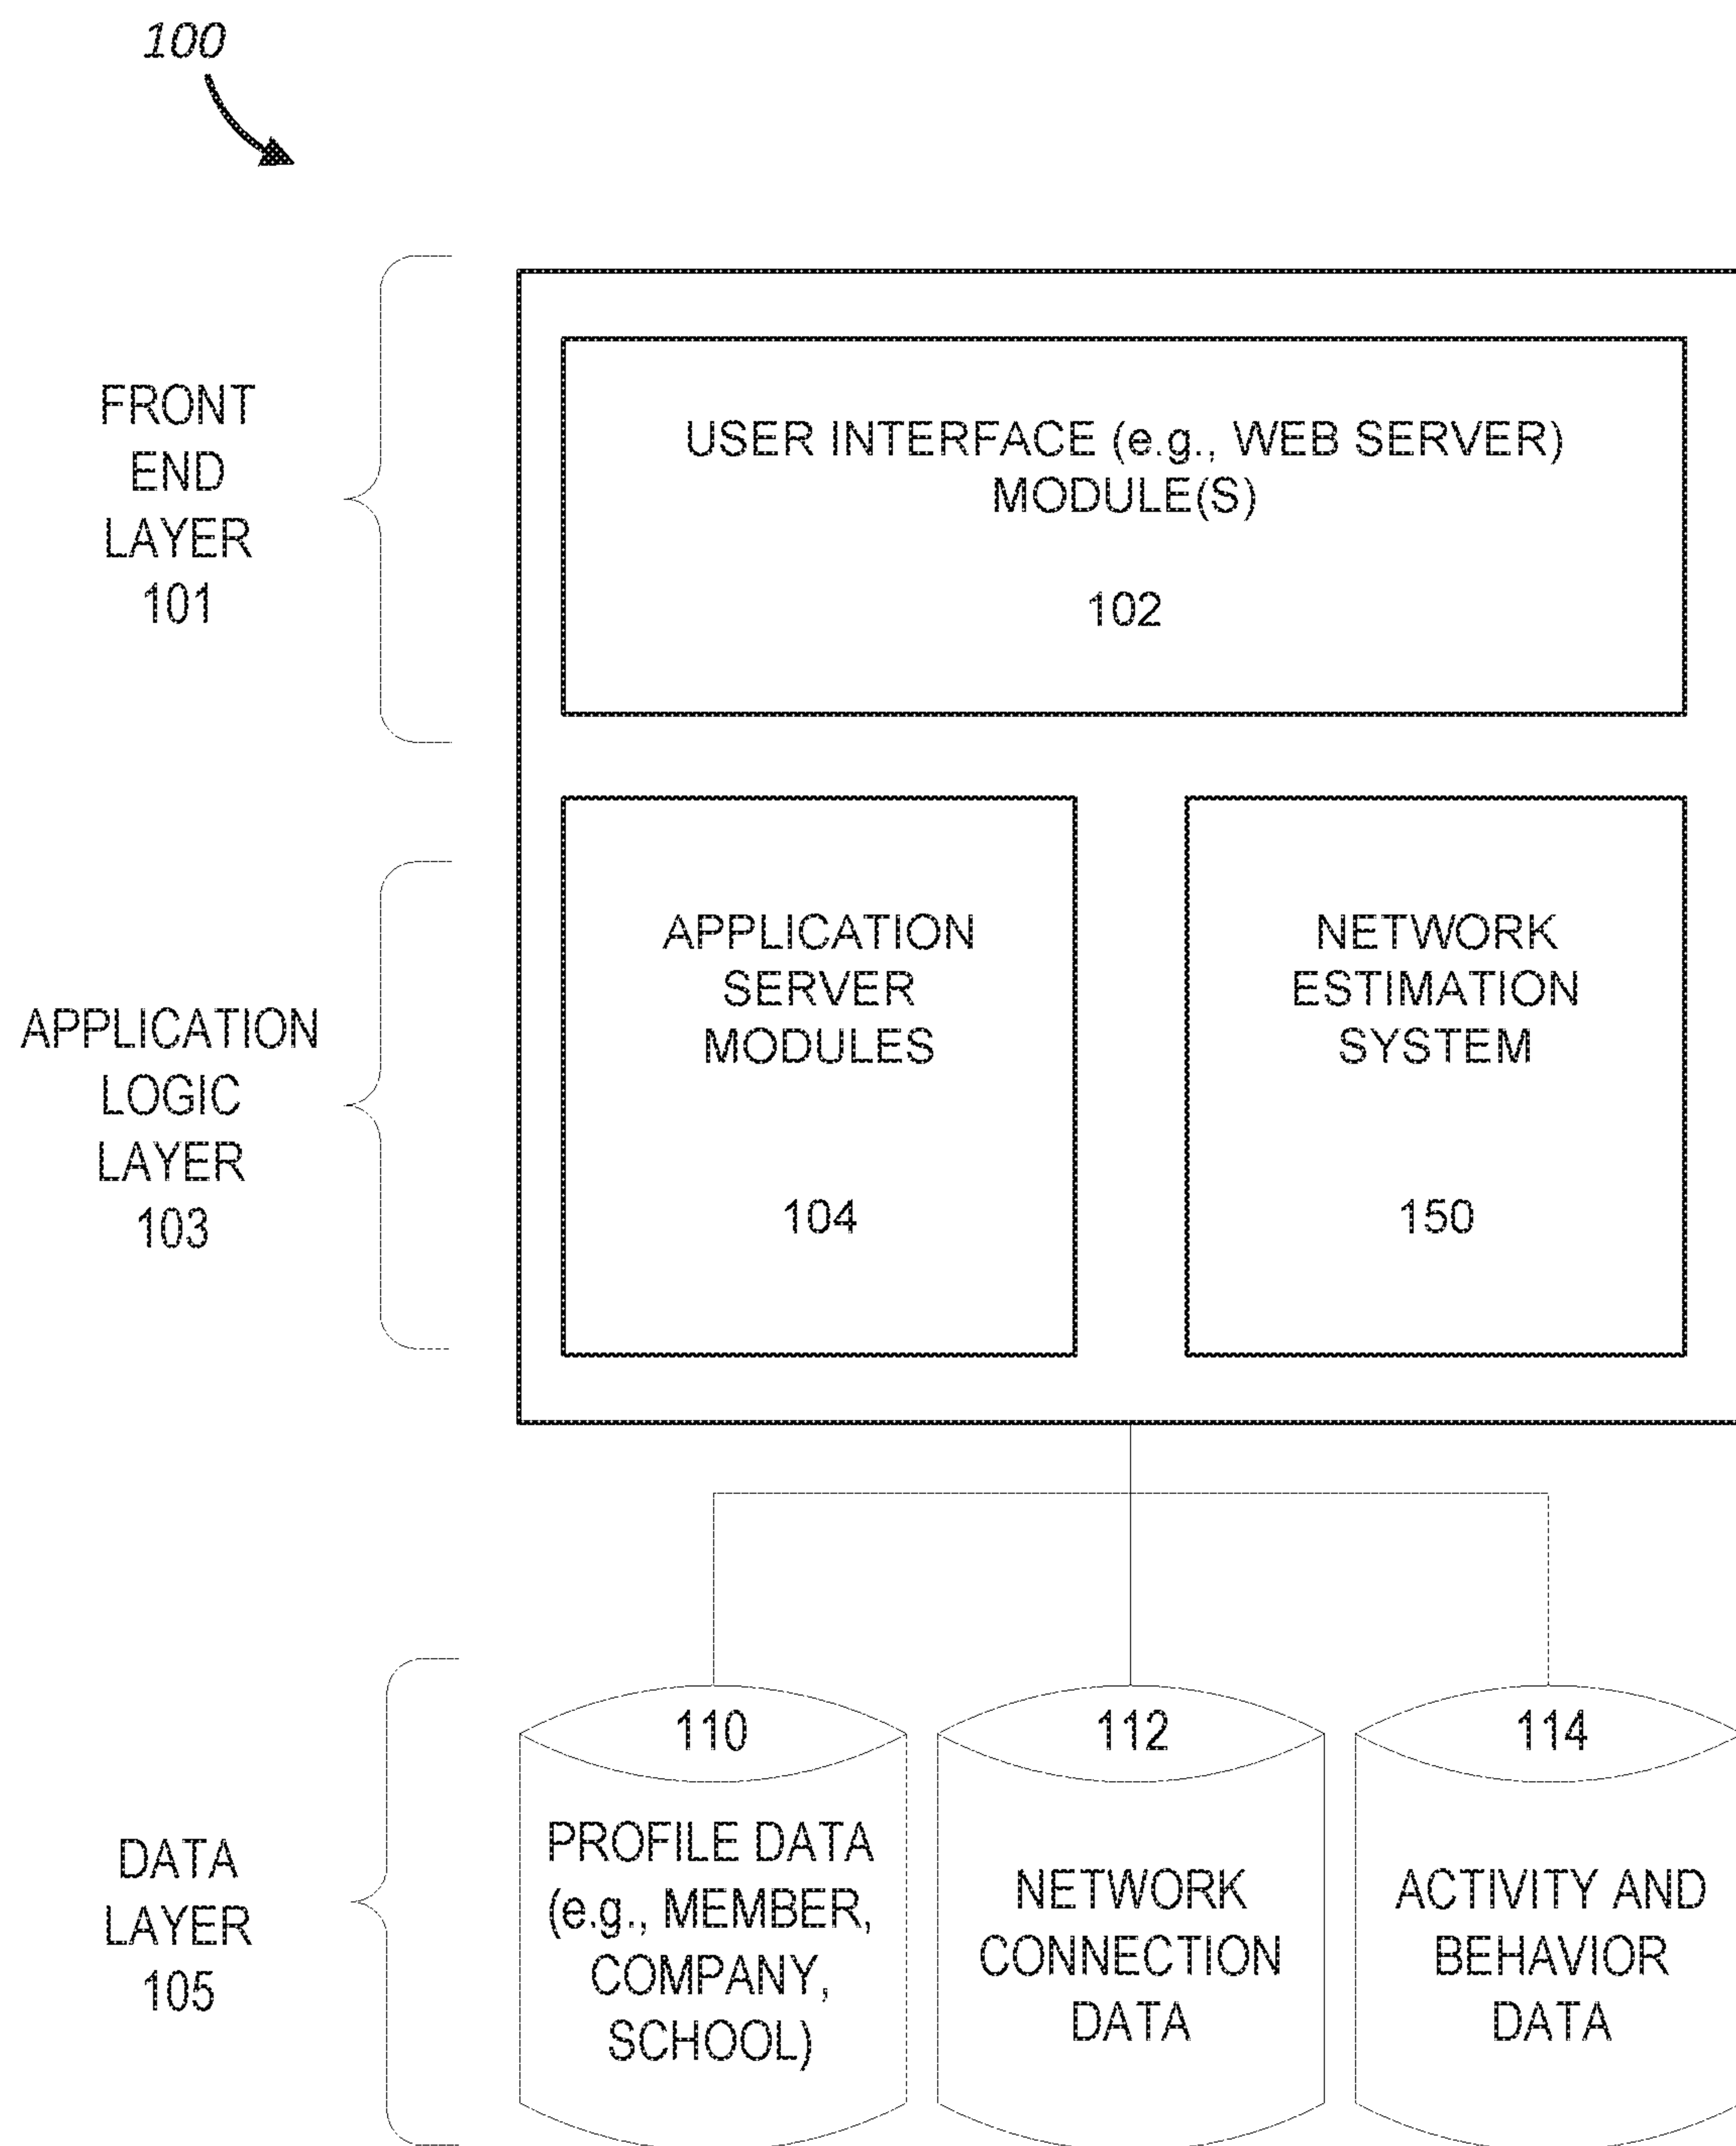 100
FRONT
END
LAYER
101
USER INTERFACE (e.g., WEB SERVER)
MODULE(S)
102
APPLICATION
LOGIC
LAYER
103
APPLICATION
SERVER
MODULES
104
NETWORK
ESTIMATION
SYSTEM
150
DATA
LAYER
105
110
PROFILE DATA
(e.g., MEMBER,
COMPANY,
SCHOOL)
112
NETWORK
CONNECTION
DATA
114
ACTIVITY AND
BEHAVIOR
DATA